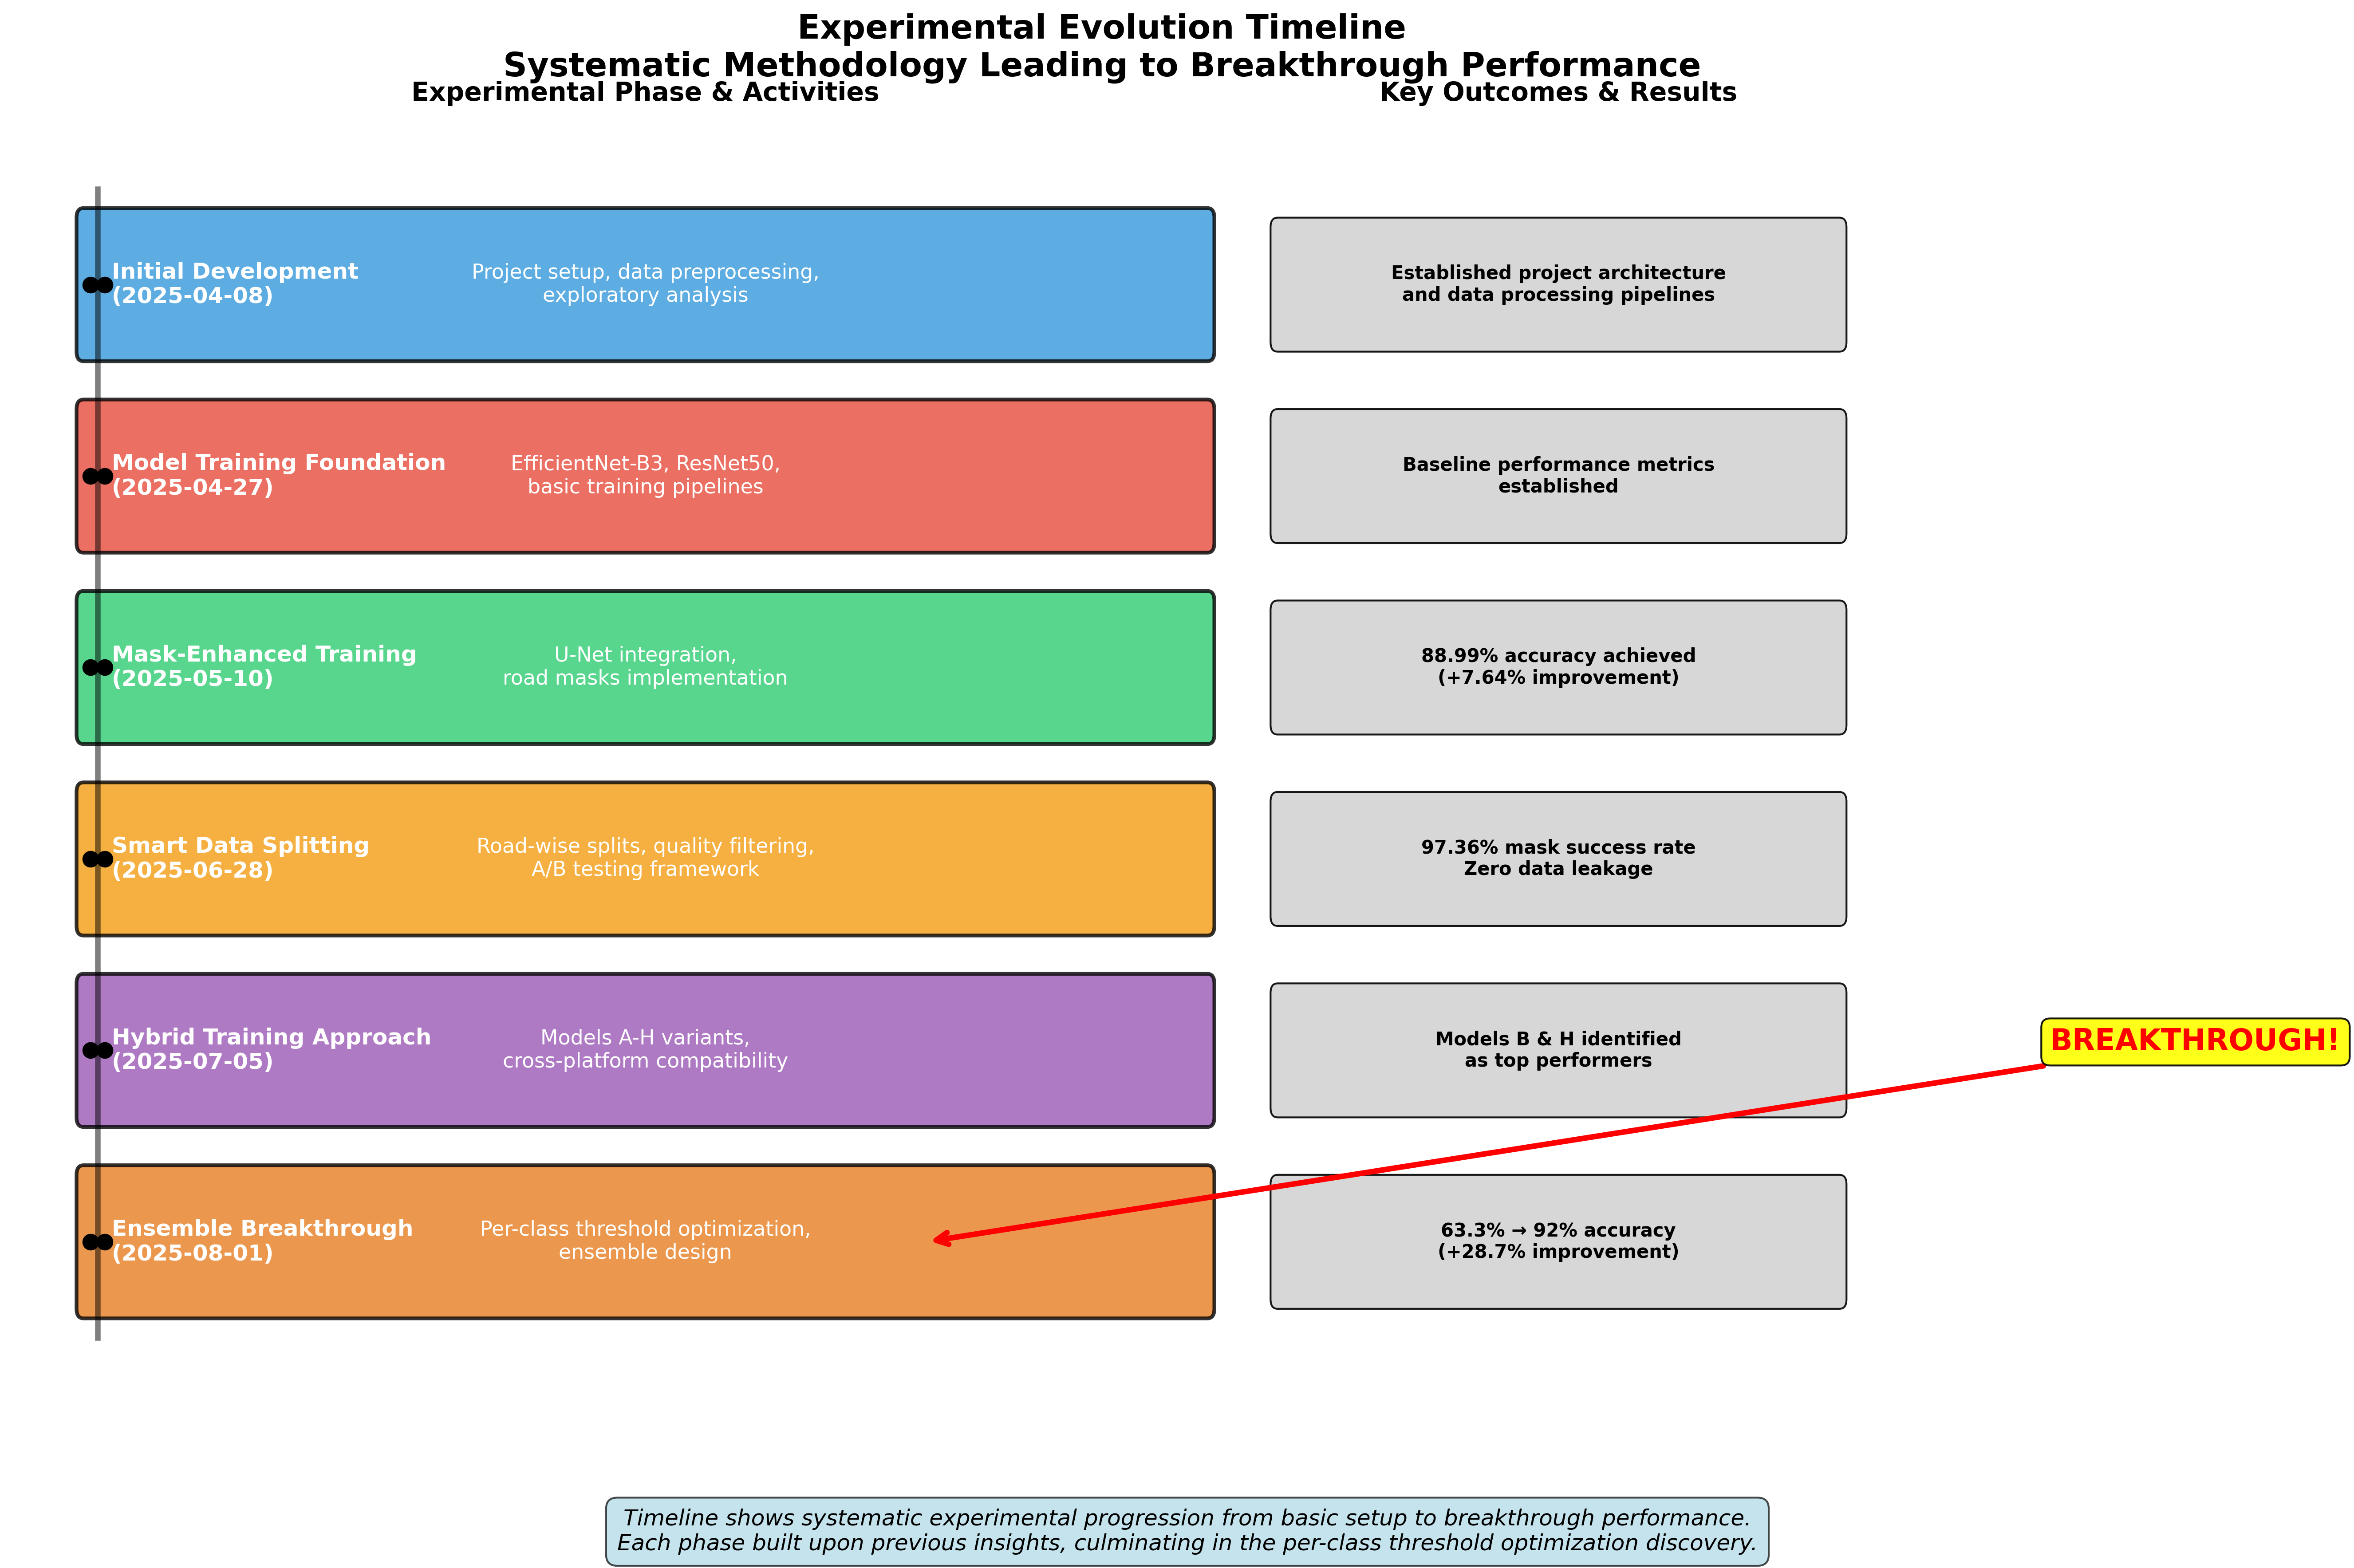 Experimental Evolution Timeline
Systematic Methodology Leading to Breakthrough Performance
Experimental Phase & Activities
Key Outcomes & Results
Initial Development
(2025-04-08)
Project setup, data preprocessing,
exploratory analysis
Established project architecture
and data processing pipelines
Model Training Foundation
(2025-04-27)
EfficientNet-B3, ResNet50,
basic training pipelines
Baseline performance metrics
established
Mask-Enhanced Training
(2025-05-10)
U-Net integration,
road masks implementation
88.99% accuracy achieved
(+7.64% improvement)
Smart Data Splitting
(2025-06-28)
Road-wise splits, quality filtering,
A/B testing framework
97.36% mask success rate
Zero data leakage
Hybrid Training Approach
(2025-07-05)
Models A-H variants,
cross-platform compatibility
Models B & H identified
as top performers
BREAKTHROUGH!
Ensemble Breakthrough
(2025-08-01)
Per-class threshold optimization,
ensemble design
63.3% → 92% accuracy
(+28.7% improvement)
Timeline shows systematic experimental progression from basic setup to breakthrough performance.
Each phase built upon previous insights, culminating in the per-class threshold optimization discovery.